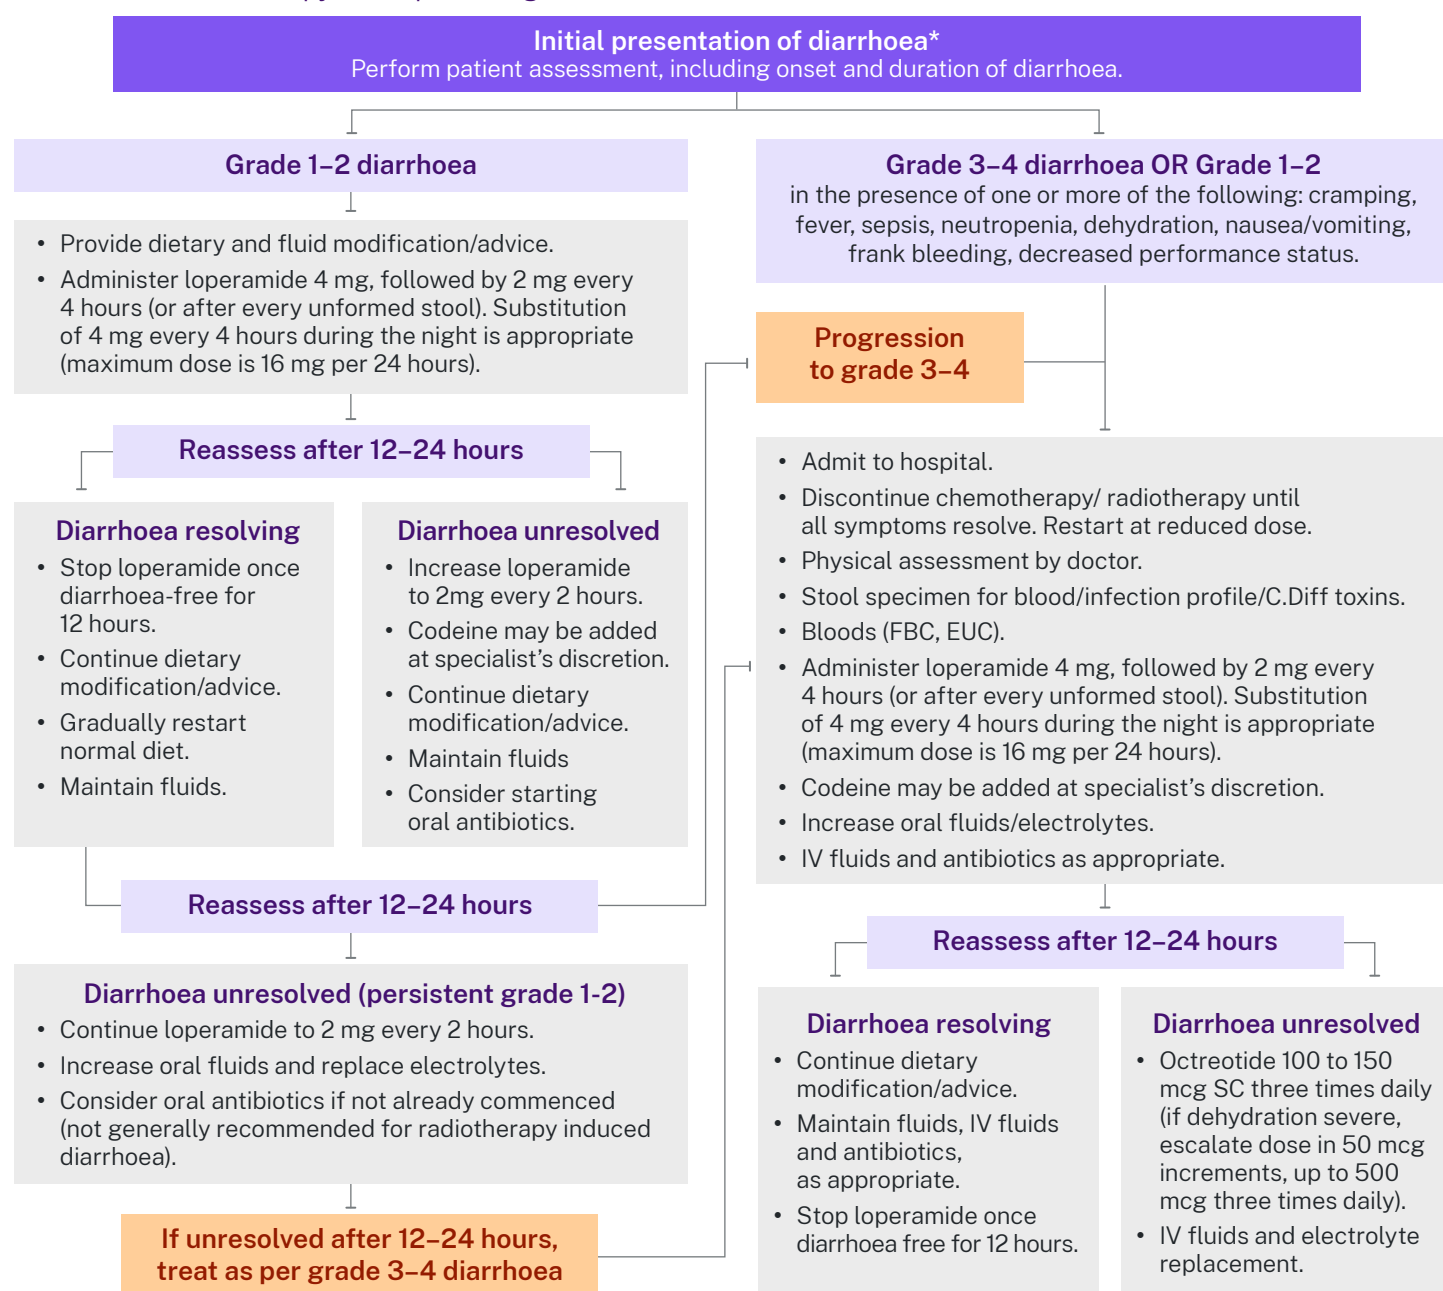 Initial presentation of diarrhoea*
Perform patient assessment, including onset and duration of diarrhoea.
Grade 1–2 diarrhoea
• Provide dietary and fluid modification/advice.
• Administer loperamide 4 mg, followed by 2 mg every
4 hours (or after every unformed stool). Substitution
of 4 mg every 4 hours during the night is appropriate
(maximum dose is 16 mg per 24 hours).
Reassess after 12–24 hours
Diarrhoea resolving
• Stop loperamide once
diarrhoea-free for
12 hours.
• Continue dietary
modification/advice.
• Gradually restart
normal diet.
• Maintain fluids.
Diarrhoea unresolved
• Increase loperamide
to 2mg every 2 hours.
• Codeine may be added
at specialist’s discretion.
• Continue dietary
modification/advice.
• Maintain fluids
• Consider starting
oral antibiotics.
Reassess after 12–24 hours
Diarrhoea unresolved (persistent grade 1-2)
• Continue loperamide to 2 mg every 2 hours.
• Increase oral fluids and replace electrolytes.
• Consider oral antibiotics if not already commenced
(not generally recommended for radiotherapy induced
diarrhoea).
If unresolved after 12–24 hours,
treat as per grade 3–4 diarrhoea
Grade 3–4 diarrhoea OR Grade 1–2
in the presence of one or more of the following: cramping,
fever, sepsis, neutropenia, dehydration, nausea/vomiting,
frank bleeding, decreased performance status.
Progression
to grade 3–4
• Admit to hospital.
• Discontinue chemotherapy/ radiotherapy until
all symptoms resolve. Restart at reduced dose.
• Physical assessment by doctor.
• Stool specimen for blood/infection profile/C.Diff toxins.
• Bloods (FBC, EUC).
• Administer loperamide 4 mg, followed by 2 mg every
4 hours (or after every unformed stool). Substitution
of 4 mg every 4 hours during the night is appropriate
(maximum dose is 16 mg per 24 hours).
• Codeine may be added at specialist’s discretion.
• Increase oral fluids/electrolytes.
• IV fluids and antibiotics as appropriate.
Reassess after 12–24 hours
Diarrhoea resolving
• Continue dietary
modification/advice.
• Maintain fluids, IV fluids
and antibiotics,
as appropriate.
• Stop loperamide once
diarrhoea free for 12 hours.
Diarrhoea unresolved
• Octreotide 100 to 150
mcg SC three times daily
(if dehydration severe,
escalate dose in 50 mcg
increments, up to 500
mcg three times daily).
• IV fluids and electrolyte
replacement.